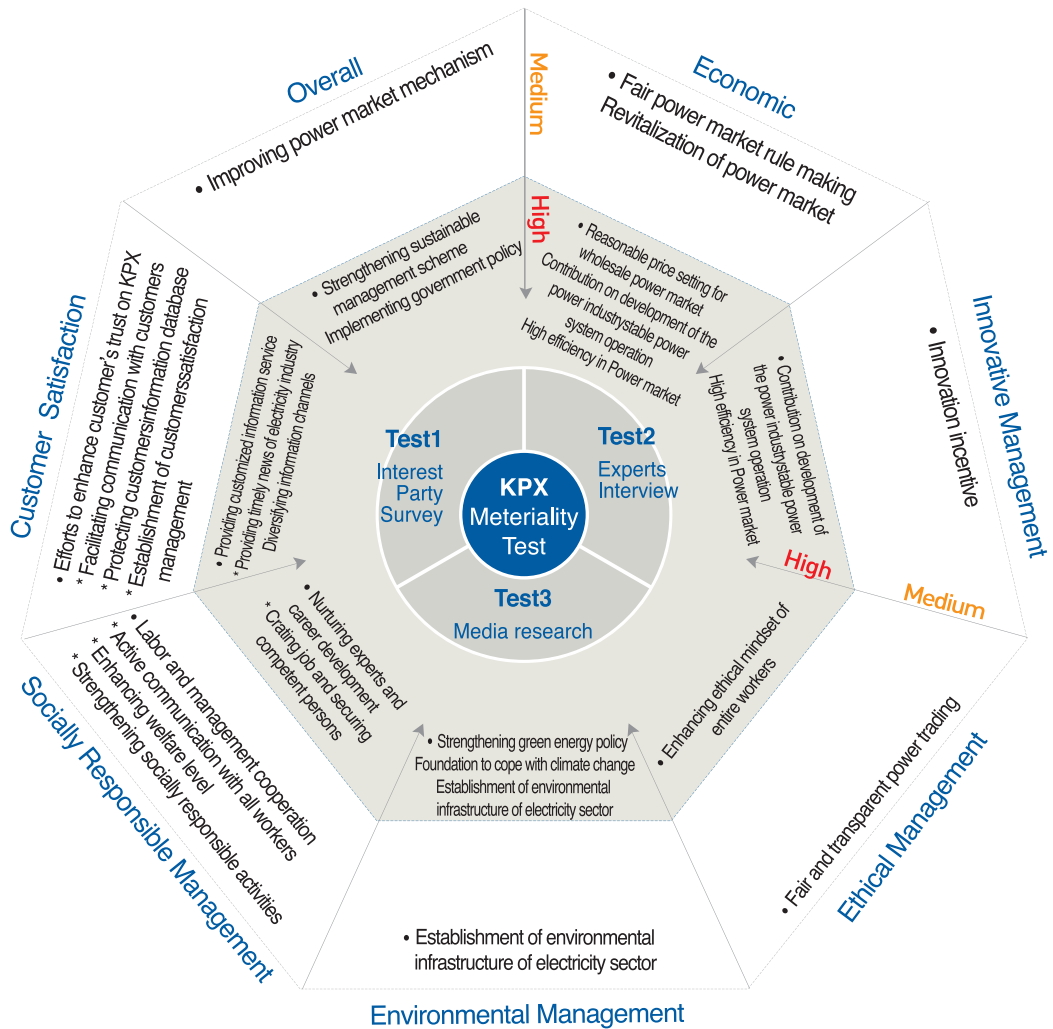 Overall
• Improving power market mechanism
• Strengthening sustainable
management scheme
Implementing government policy
Medium
High
Economic
• Fair power market rule making
Revitalization of power market
• Reasonable price setting for
wholesale power market
Contribution on development of the
power industrystable power
system operation
High efficiency in Power market
Innovative Management
• Innovation incentive
• Contribution on development of
the power industrystable power
system operation
High efficiency in Power market
High
Medium
Ethical Management
• Fair and transparent power trading
• Enhancing ethical mindset of
entire workers
Environmental Management
• Strengthening green energy policy
Foundation to cope with climate change
Establishment of environmental
infrastructure of electricity sector
• Establishment of environmental
infrastructure of electricity sector
Socially Responsible Management
• Labor and management cooperation
* Active communication with all workers
* Enhancing welfare level
* Strengthening socially responsible activities
• Nurturing experts and
career development
* Crating job and securing
competent persons
Customer Satisfaction
• Efforts to enhance customer's trust on KPX
* Facilitating communication with customers
* Protecting customersinformation database
* Establishment of customerssatisfaction
management
• Providing customized information service
* Providing timely news of electricity industry
Diversifying information channels
Test1
Interest
Party
Survey
Test2
Experts
Interview
KPX
Meteriality
Test
Test3
Media research